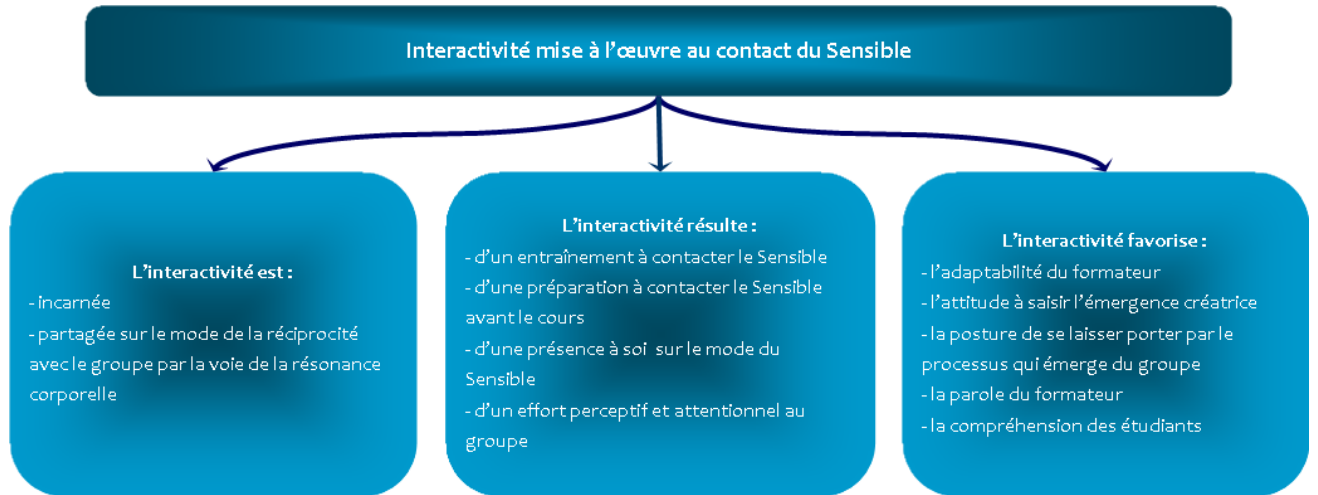 Interactivité mise à l’œuvre au contact du Sensible
L’interactivité est :
- incarnée
- partagée sur le mode de la réciprocité
avec le groupe par la voie de la résonance
corporelle
L’interactivité résulte :
- d’un entraînement à contacter le Sensible
- d’une préparation à contacter le Sensible
avant le cours
- d’une présence à soi sur le mode du
Sensible
- d’un effort perceptif et attentionnel au
groupe
L’interactivité favorise :
- l’adaptabilité du formateur
- l’attitude à saisir l’émergence créatrice
- la posture de se laisser porter par le
processus qui émerge du groupe
- la parole du formateur
- la compréhension des étudiants